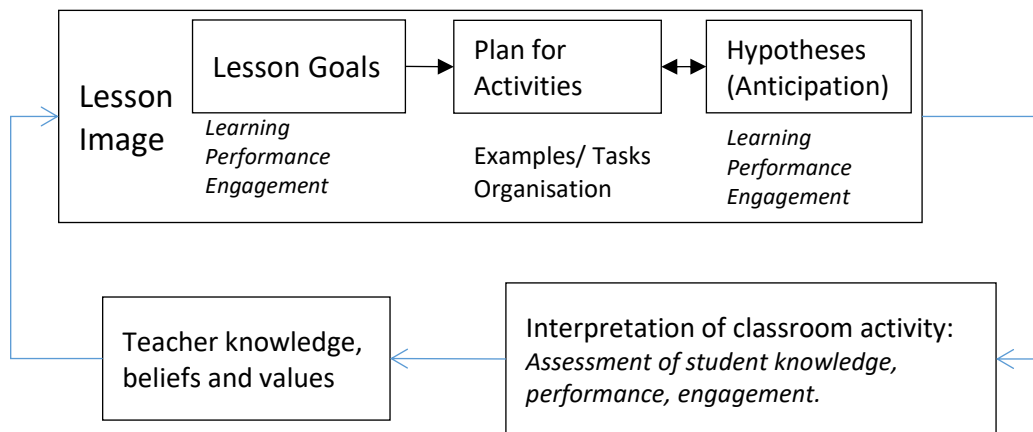 Lesson
Image
Lesson Goals
Learning
Performance
Engagement
Plan for
Activities
Examples/ Tasks
Organisation
Hypotheses
(Anticipation)
Learning
Performance
Engagement
Teacher knowledge,
beliefs and values
Interpretation of classroom activity:
Assessment of student knowledge,
performance, engagement.